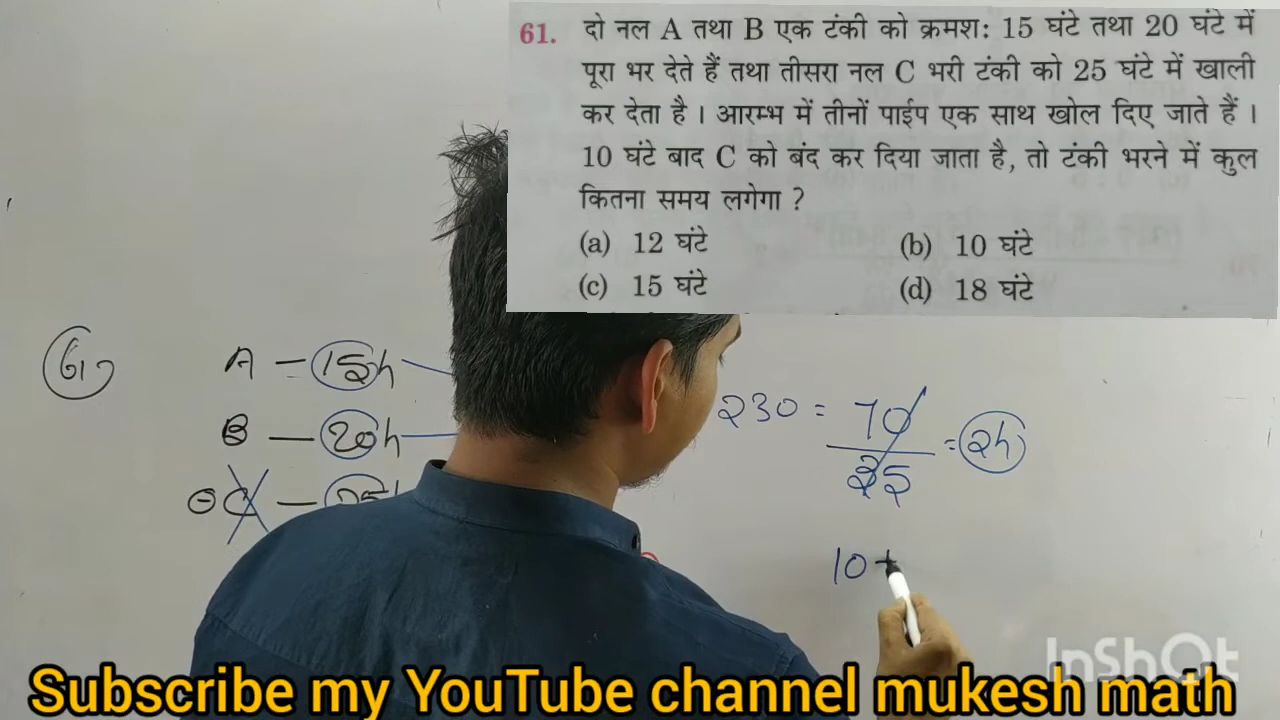 61. दो नल A तथा B एक टंकी को क्रमश: 15 घंटे तथा 20 घंटे में
पूरा भर देते हैं तथा तीसरा नल C भरी टंकी को 25 घंटे में खाली
कर देता है । आरम्भ में तीनों पाईप एक साथ खोल दिए जाते हैं ।
10 घंटे बाद C को बंद कर दिया जाता है, तो टंकी भरने में कुल
कितना समय लगेगा ?
(a) 12 घंटे (b) 10 घंटे
(c) 15 घंटे (d) 18 घंटे
61
A – 15h
B – 20h
⊖ C – 25h
230 = 70
35
= 2h
10 +
InShOt
Subscribe my YouTube channel mukesh math